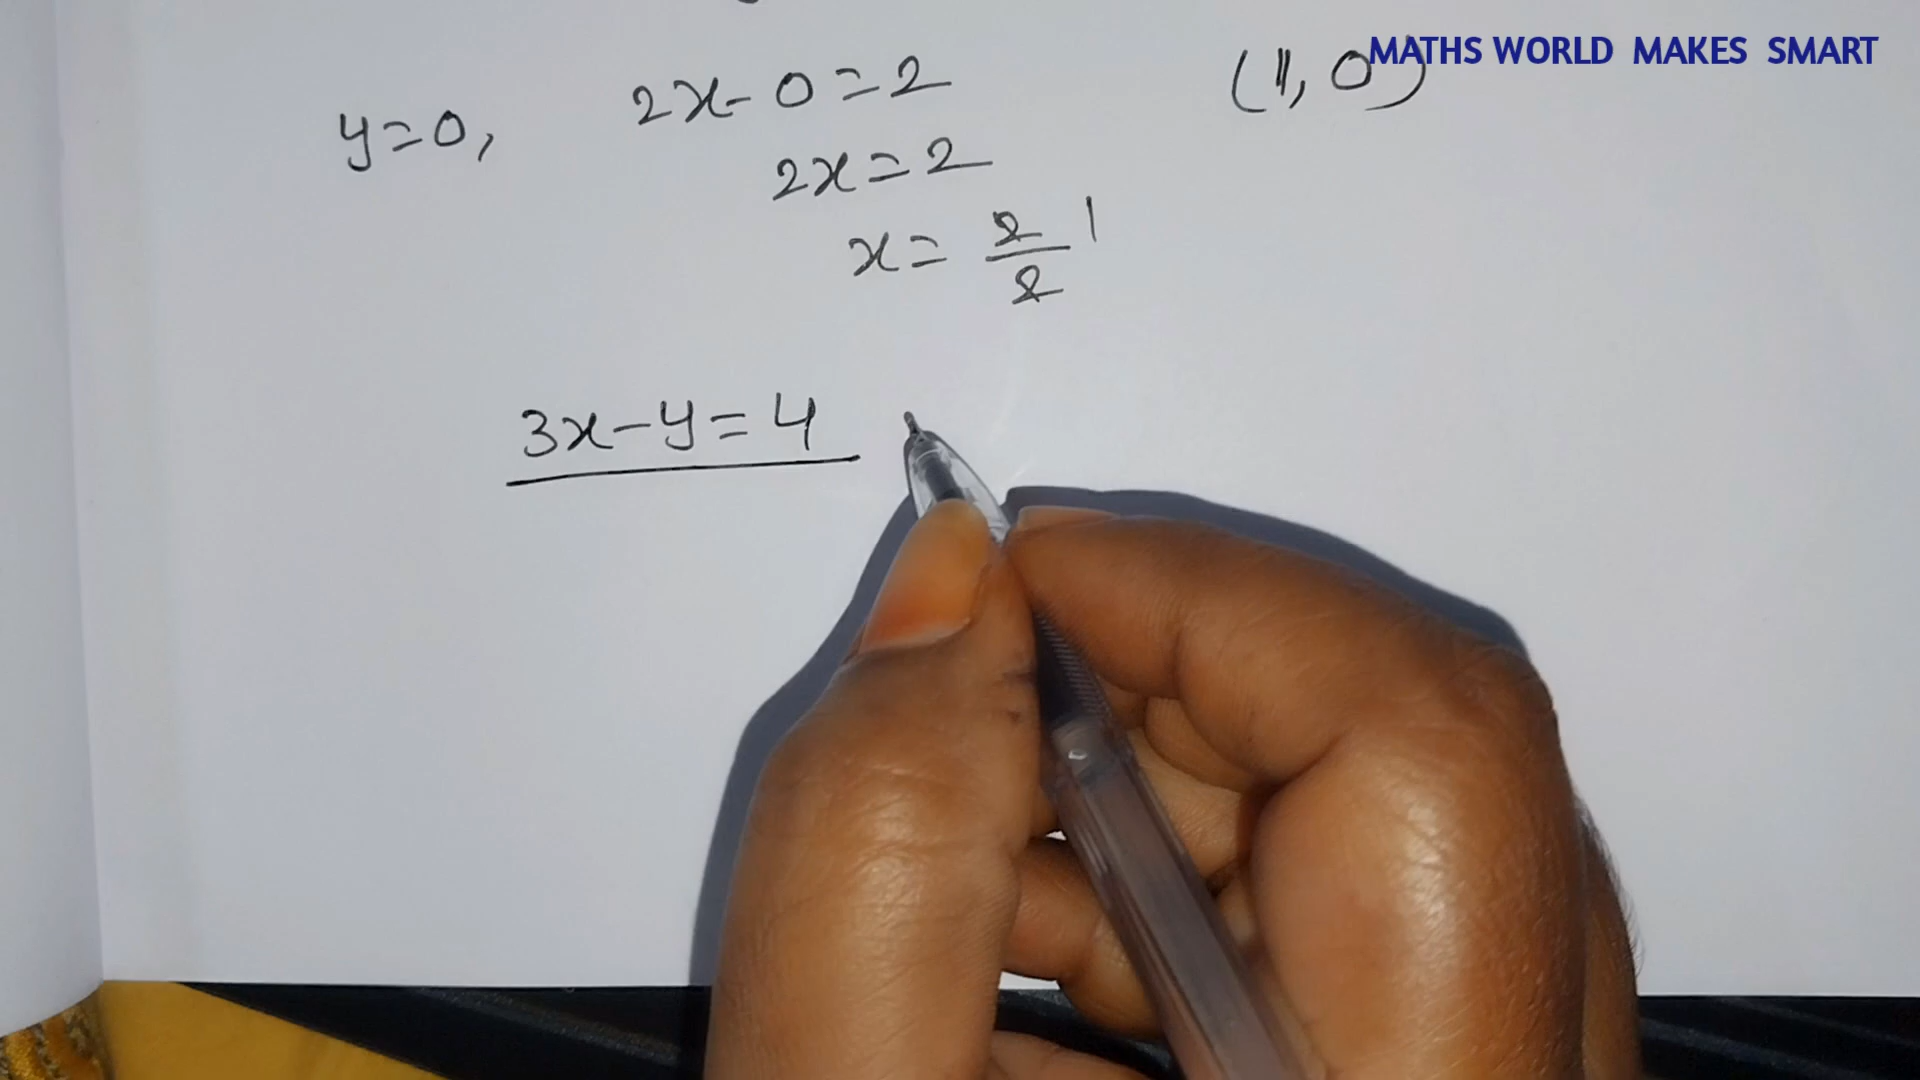 MATHS WORLD MAKES SMART
y=0, 2x-0=2 (1,0)
2x=2
x=2/2 1
3x-y=4